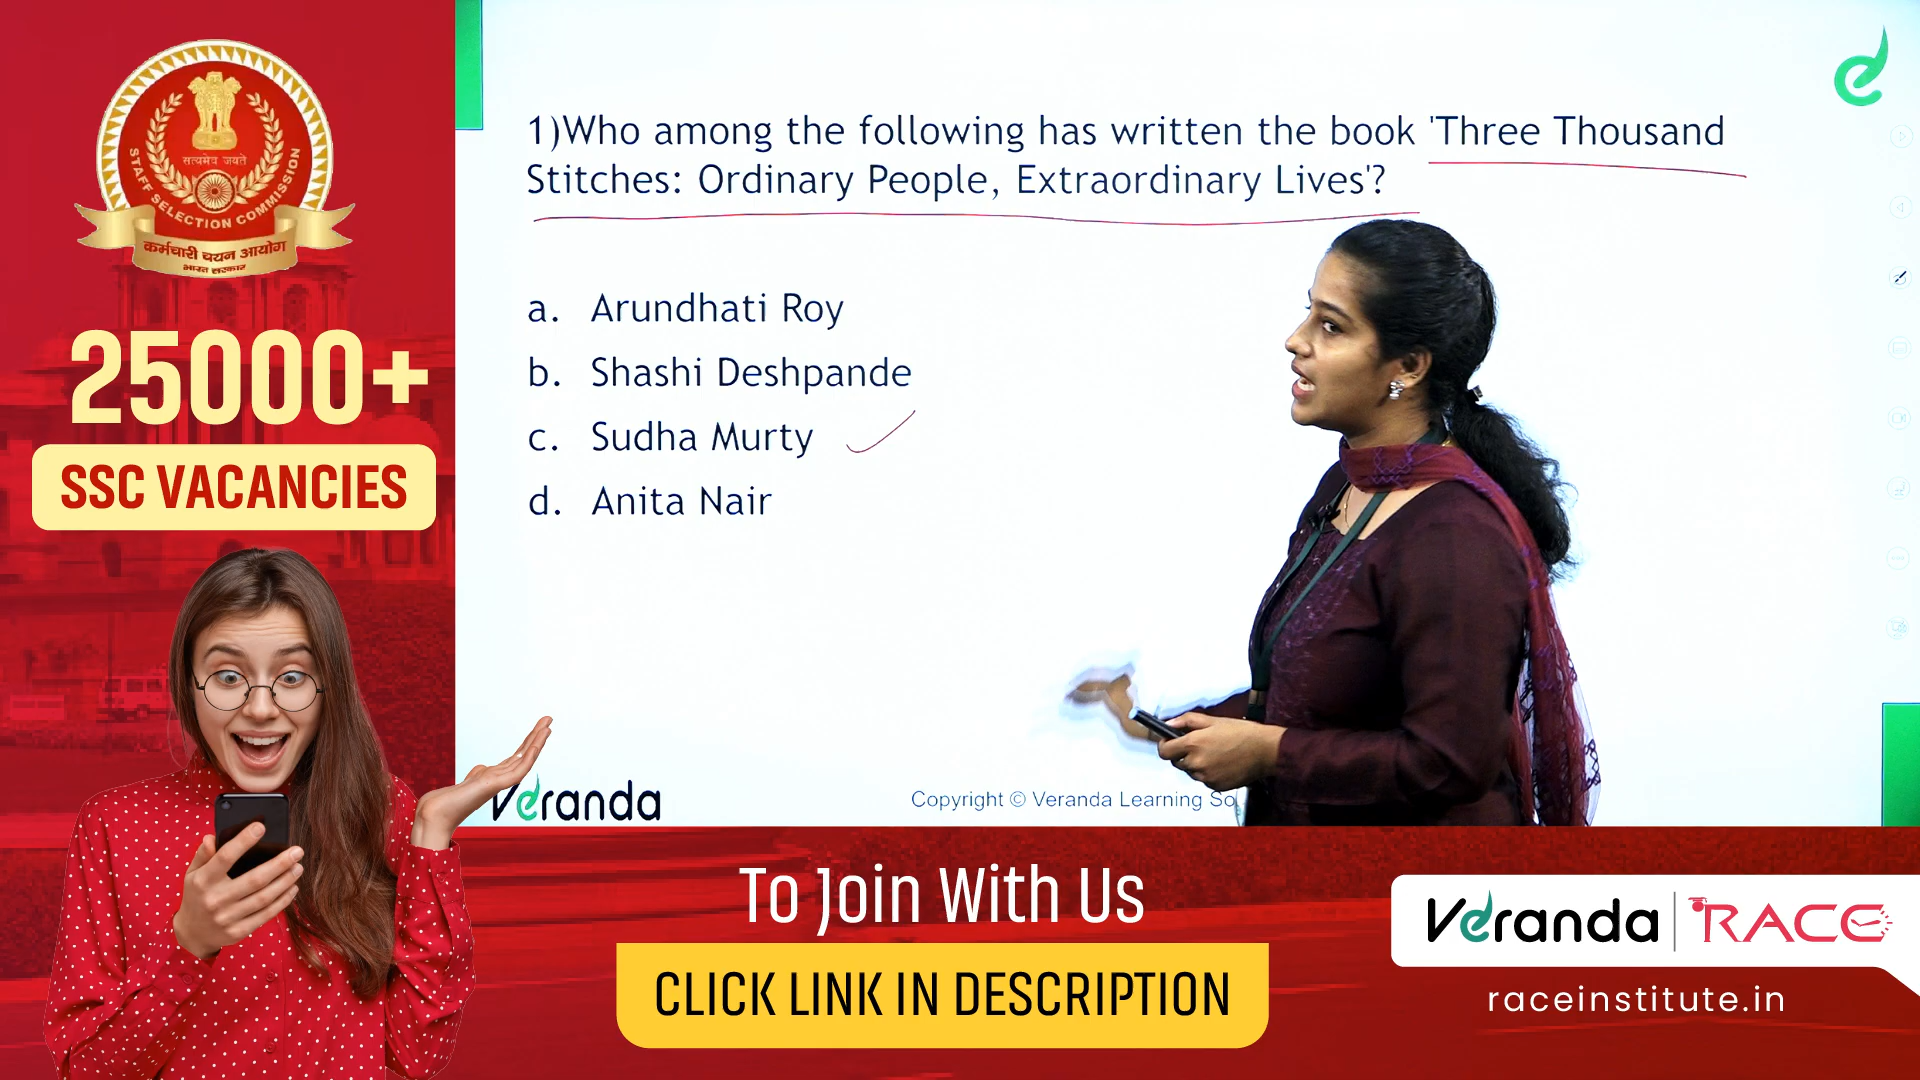 सत्यमेव जयते
STAFF SELECTION COMMISSION
कर्मचारी चयन आयोग
भारत सरकार
25000+
SSC VACANCIES
1)Who among the following has written the book 'Three Thousand
Stitches: Ordinary People, Extraordinary Lives'?
a. Arundhati Roy
b. Shashi Deshpande
c. Sudha Murty
d. Anita Nair
Veranda
Copyright © Veranda Learning So
To Join With Us
CLICK LINK IN DESCRIPTION
Veranda RACE
raceinstitute.in